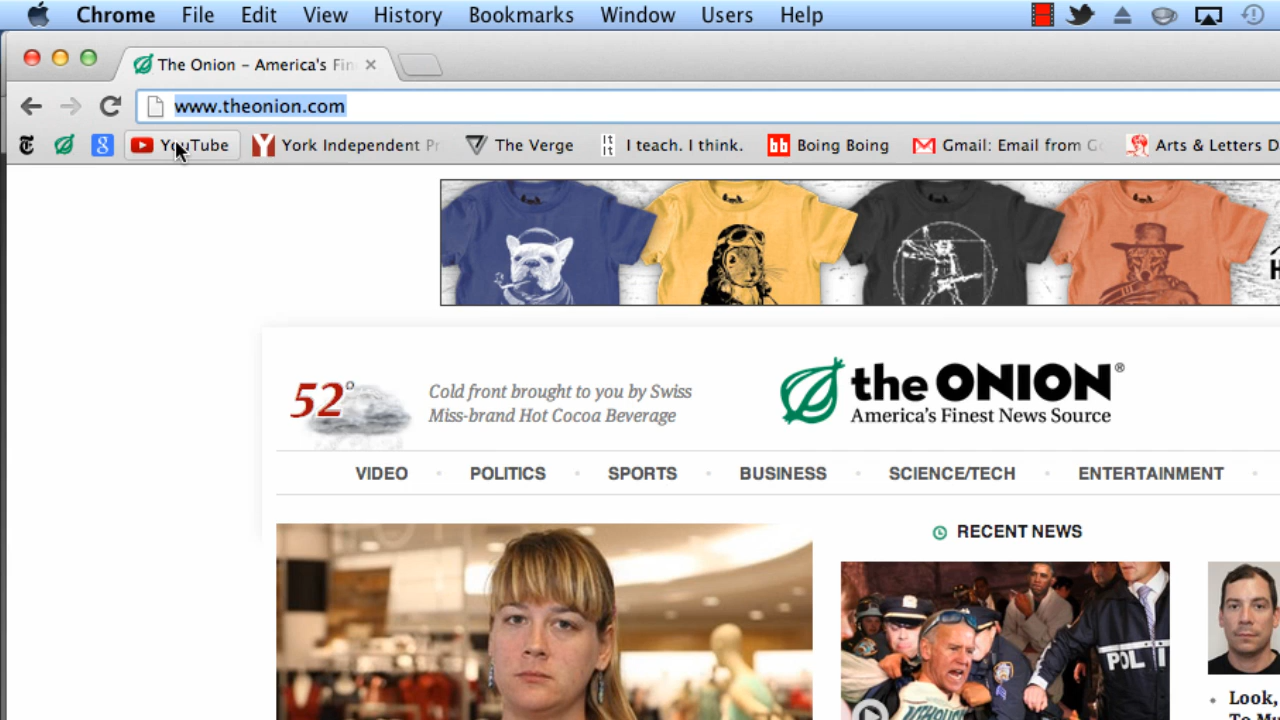 Chrome File Edit View History Bookmarks Window Users Help
The Onion – America's Fin
www.theonion.com
YouTube York Independent Pr The Verge I teach. I think. Boing Boing Gmail: Email from Go Arts & Letters D
52° Cold front brought to you by Swiss
Miss-brand Hot Cocoa Beverage
the ONION®
America's Finest News Source
VIDEO POLITICS SPORTS BUSINESS SCIENCE/TECH ENTERTAINMENT
RECENT NEWS
POLI
Look,